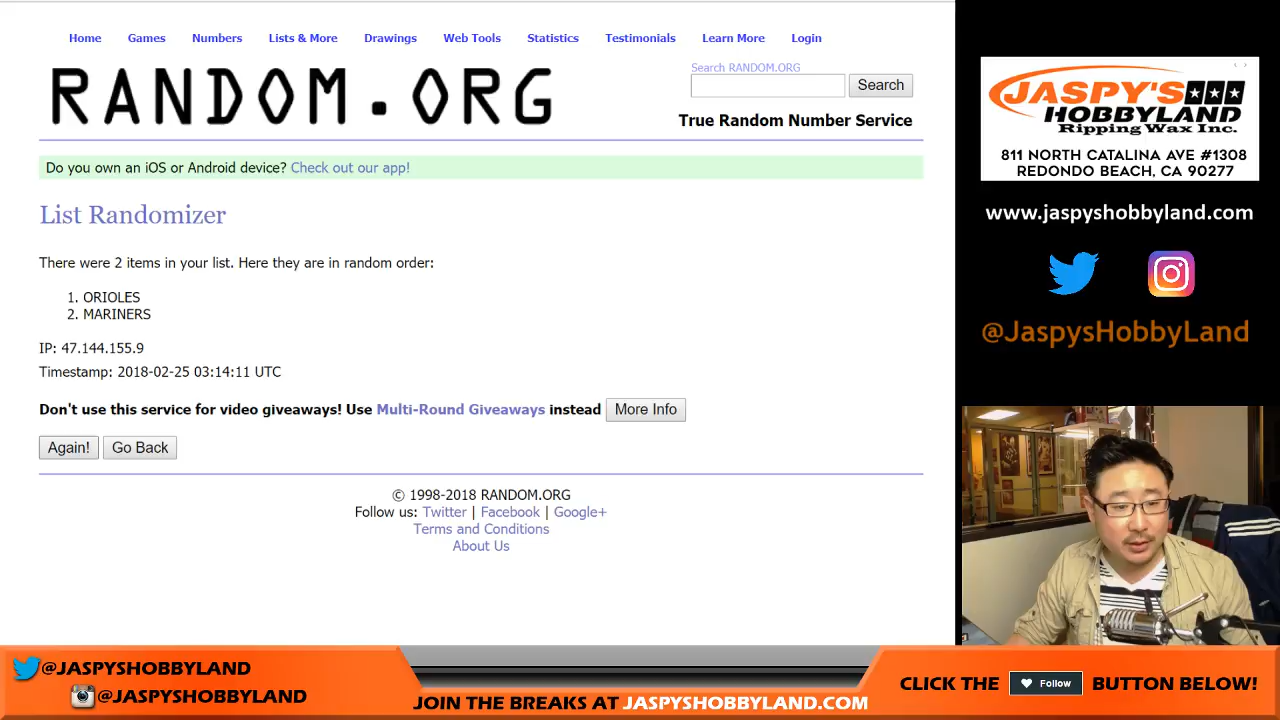 Home Games Numbers Lists & More Drawings Web Tools Statistics Testimonials Learn More Login
RANDOM.ORG
Search RANDOM.ORG
Search
True Random Number Service
Do you own an iOS or Android device? Check out our app!
List Randomizer
There were 2 items in your list. Here they are in random order:
1. ORIOLES
2. MARINERS
IP: 47.144.155.9
Timestamp: 2018-02-25 03:14:11 UTC
Don't use this service for video giveaways! Use Multi-Round Giveaways instead More Info
Again! Go Back
© 1998-2018 RANDOM.ORG
Follow us: Twitter | Facebook | Google+
Terms and Conditions
About Us
JASPY'S
HOBBYLAND
Ripping Wax Inc.
811 NORTH CATALINA AVE #1308
REDONDO BEACH, CA 90277
www.jaspyshobbyland.com
@JaspysHobbyLand
@JASPYSHOBBYLAND
@JASPYSHOBBYLAND
JOIN THE BREAKS AT JASPYSHOBBYLAND.COM
CLICK THE Follow BUTTON BELOW!